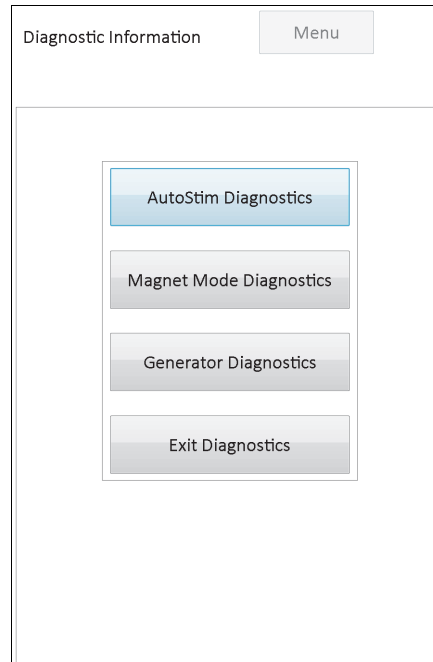 Diagnostic Information
Menu
AutoStim Diagnostics
Magnet Mode Diagnostics
Generator Diagnostics
Exit Diagnostics